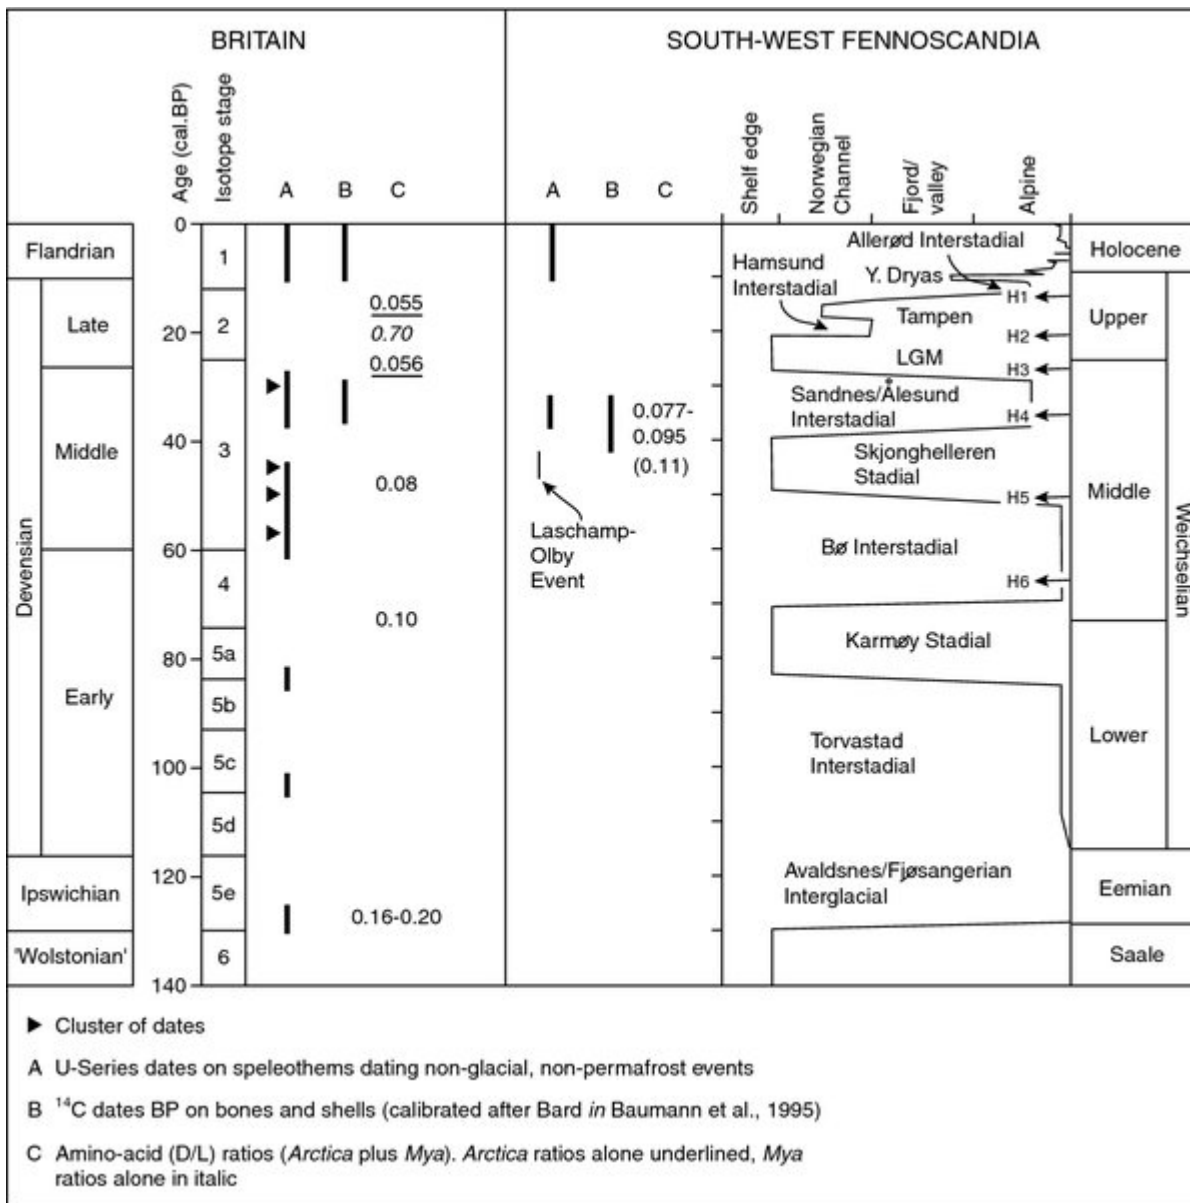 BRITAIN
SOUTH-WEST FENNOSCANDIA
Age (cal.BP)
Isotope stage
A B C
A B C
Shelf edge
Norwegian
Channel
Fjord/
valley
Alpine
0
20
40
60
80
100
120
140
Flandrian
Devensian
Late
Middle
Early
Ipswichian
'Wolstonian'
1
2
3
4
5a
5b
5c
5d
5e
6
0.055
0.70
0.056
0.08
0.10
0.16-0.20
0.077-
0.095
(0.11)
Laschamp-
Olby
Event
Allerød Interstadial
Hamsund
Interstadial
Y. Dryas
Tampen
LGM
Sandnes/Ålesund
Interstadial
Skjonghelleren
Stadial
Bø Interstadial
Karmøy Stadial
Torvastad
Interstadial
Avaldsnes/Fjøsangerian
Interglacial
H1
H2
H3
H4
H5
H6
Holocene
Upper
Middle
Lower
Weichselian
Eemian
Saale
► Cluster of dates
A U-Series dates on speleothems dating non-glacial, non-permafrost events
B ¹⁴C dates BP on bones and shells (calibrated after Bard in Baumann et al., 1995)
C Amino-acid (D/L) ratios (Arctica plus Mya). Arctica ratios alone underlined, Mya
ratios alone in italic